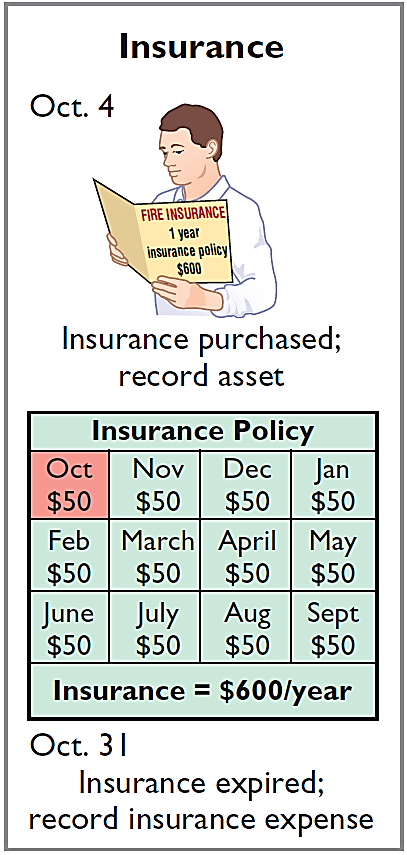 Insurance
Oct. 4
FIRE INSURANCE
1 year
insurance policy
$600
Insurance purchased;
record asset
Insurance Policy
Oct Nov Dec Jan
$50 $50 $50 $50
Feb March April May
$50 $50 $50 $50
June July Aug Sept
$50 $50 $50 $50
Insurance = $600/year
Oct. 31
Insurance expired;
record insurance expense